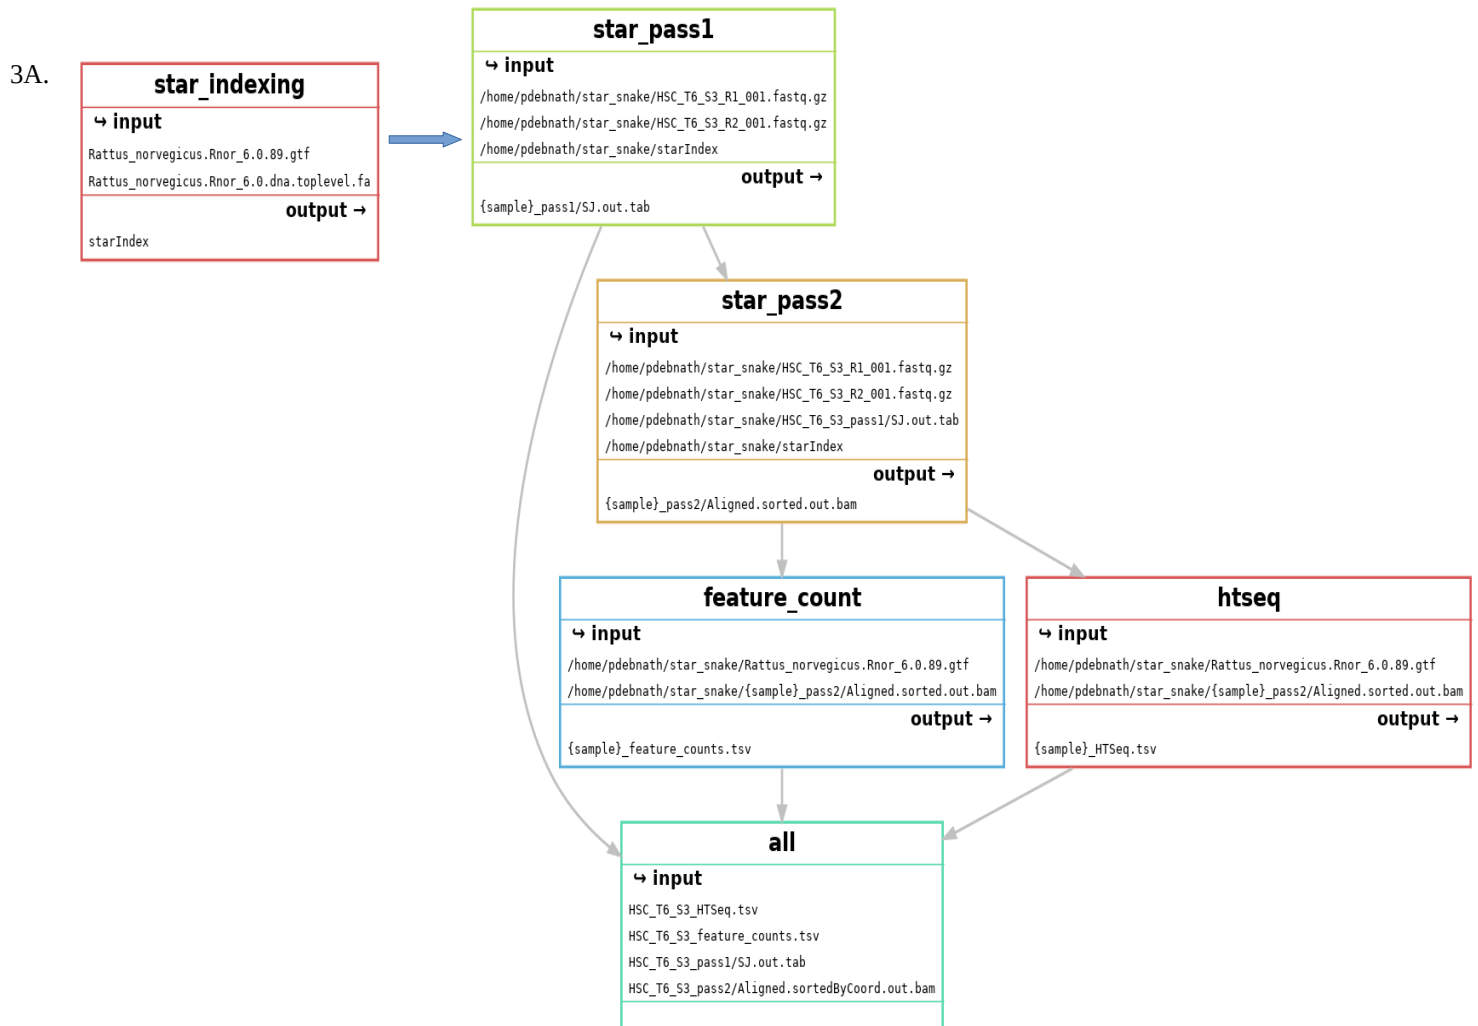 3A.
star_indexing
↪ input
Rattus_norvegicus.Rnor_6.0.89.gtf
Rattus_norvegicus.Rnor_6.0.dna.toplevel.fa
output →
starIndex
star_pass1
↪ input
/home/pdebnath/star_snake/HSC_T6_S3_R1_001.fastq.gz
/home/pdebnath/star_snake/HSC_T6_S3_R2_001.fastq.gz
/home/pdebnath/star_snake/starIndex
output →
{sample}_pass1/SJ.out.tab
star_pass2
↪ input
/home/pdebnath/star_snake/HSC_T6_S3_R1_001.fastq.gz
/home/pdebnath/star_snake/HSC_T6_S3_R2_001.fastq.gz
/home/pdebnath/star_snake/HSC_T6_S3_pass1/SJ.out.tab
/home/pdebnath/star_snake/starIndex
output →
{sample}_pass2/Aligned.sorted.out.bam
feature_count
↪ input
/home/pdebnath/star_snake/Rattus_norvegicus.Rnor_6.0.89.gtf
/home/pdebnath/star_snake/{sample}_pass2/Aligned.sorted.out.bam
output →
{sample}_feature_counts.tsv
htseq
↪ input
/home/pdebnath/star_snake/Rattus_norvegicus.Rnor_6.0.89.gtf
/home/pdebnath/star_snake/{sample}_pass2/Aligned.sorted.out.bam
output →
{sample}_HTSeq.tsv
all
↪ input
HSC_T6_S3_HTSeq.tsv
HSC_T6_S3_feature_counts.tsv
HSC_T6_S3_pass1/SJ.out.tab
HSC_T6_S3_pass2/Aligned.sortedByCoord.out.bam